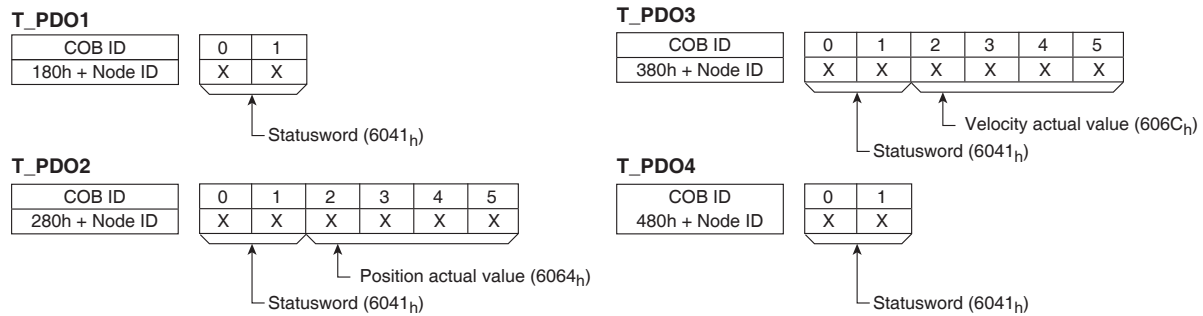 T_PDO1
COB ID 0 1
180h + Node ID X X
Statusword (6041h)
T_PDO2
COB ID 0 1 2 3 4 5
280h + Node ID X X X X X X
Position actual value (6064h)
Statusword (6041h)
T_PDO3
COB ID 0 1 2 3 4 5
380h + Node ID X X X X X X
Velocity actual value (606Ch)
Statusword (6041h)
T_PDO4
COB ID 0 1
480h + Node ID X X
Statusword (6041h)